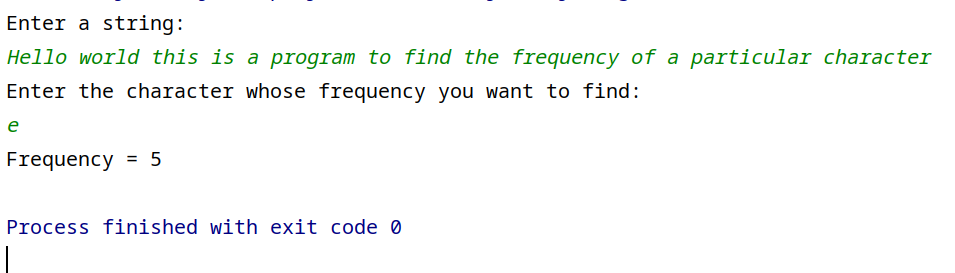 Enter a string:
Hello world this is a program to find the frequency of a particular character
Enter the character whose frequency you want to find:
e
Frequency = 5
Process finished with exit code 0